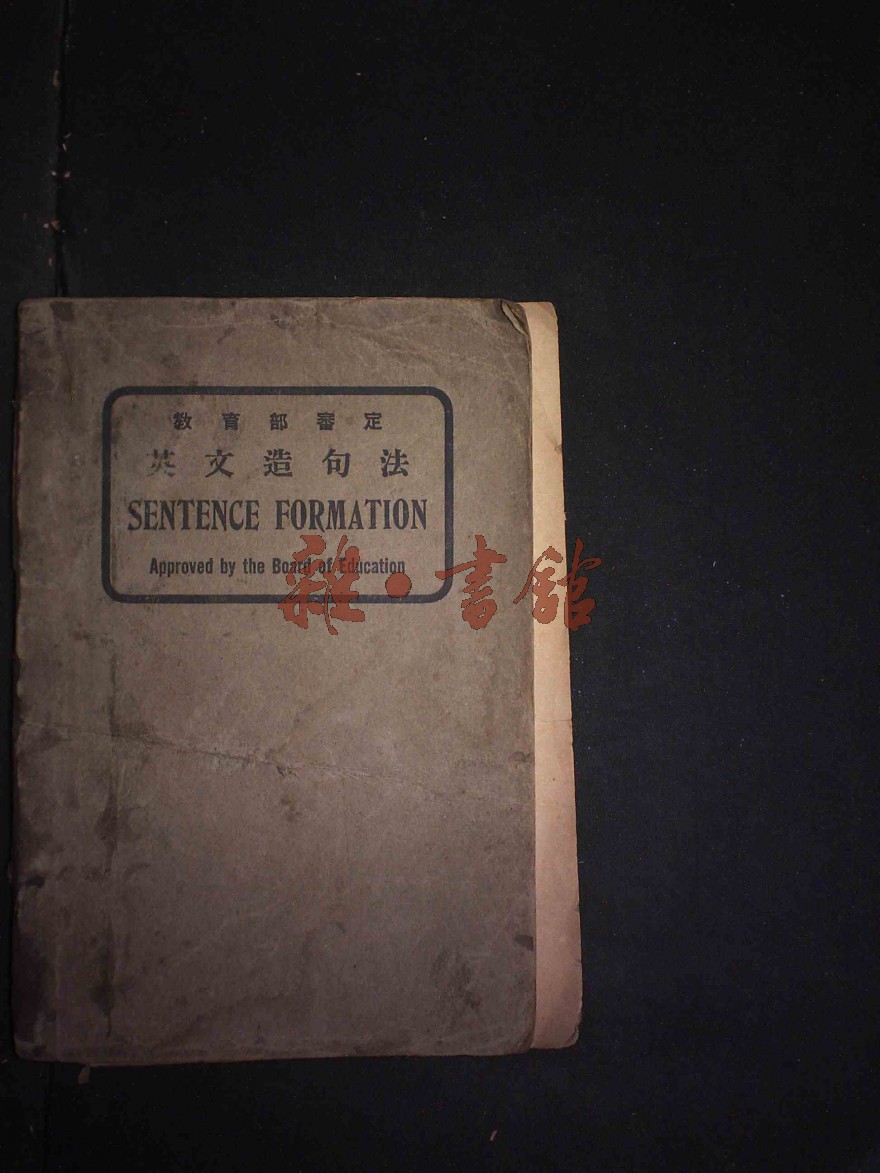 教育部審定
英文造句法
SENTENCE FORMATION
Approved by the Board of Education
雜·書館